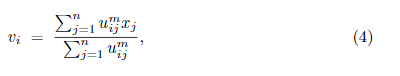 $v_i = \frac{\sum_{j=1}^{n} u_{ij}^{m} x_j}{\sum_{j=1}^{n} u_{ij}^{m}},$ (4)